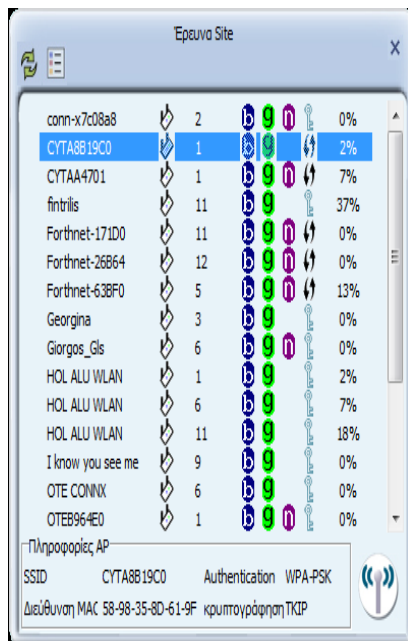 Έρευνα Site
x
conn-x7c08a8 2 b g n 0%
CYTA8B19C0 1 b g 2%
CYTAA4701 1 b g n 7%
fintrilis 11 b g 37%
Forthnet-171D0 11 b g n 0%
Forthnet-26B64 12 b g n 0%
Forthnet-63BF0 5 b g n 13%
Georgina 3 b g 0%
Giorgos_Gls 6 b g n 0%
HOL ALU WLAN 1 b g 2%
HOL ALU WLAN 6 b g 7%
HOL ALU WLAN 11 b g 18%
I know you see me 9 b g 0%
OTE CONNX 6 b g 0%
OTEB964E0 1 b g n 0%
Πληροφορίες AP
SSID CYTA8B19C0 Authentication WPA-PSK
Διεύθυνση MAC 58-98-35-8D-61-9F κρυπτογράφηση TKIP